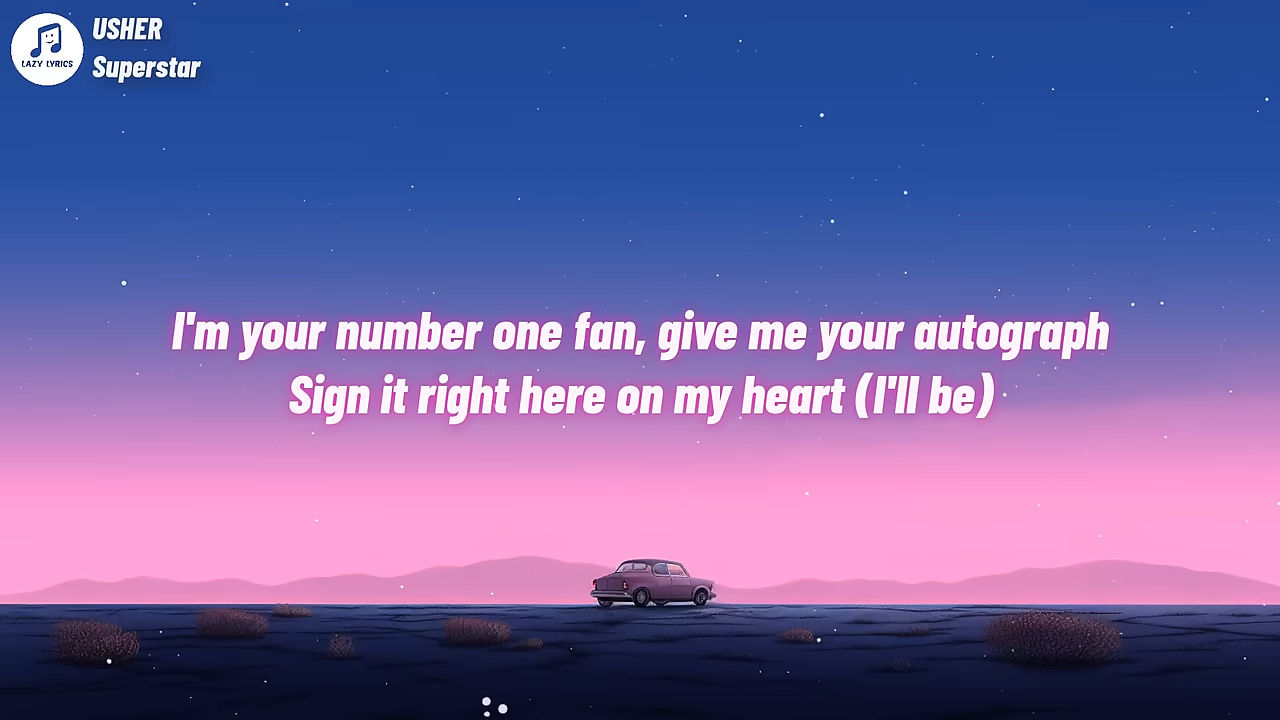 USHER
Superstar
LAZY LYRICS
I'm your number one fan, give me your autograph
Sign it right here on my heart (I'll be)